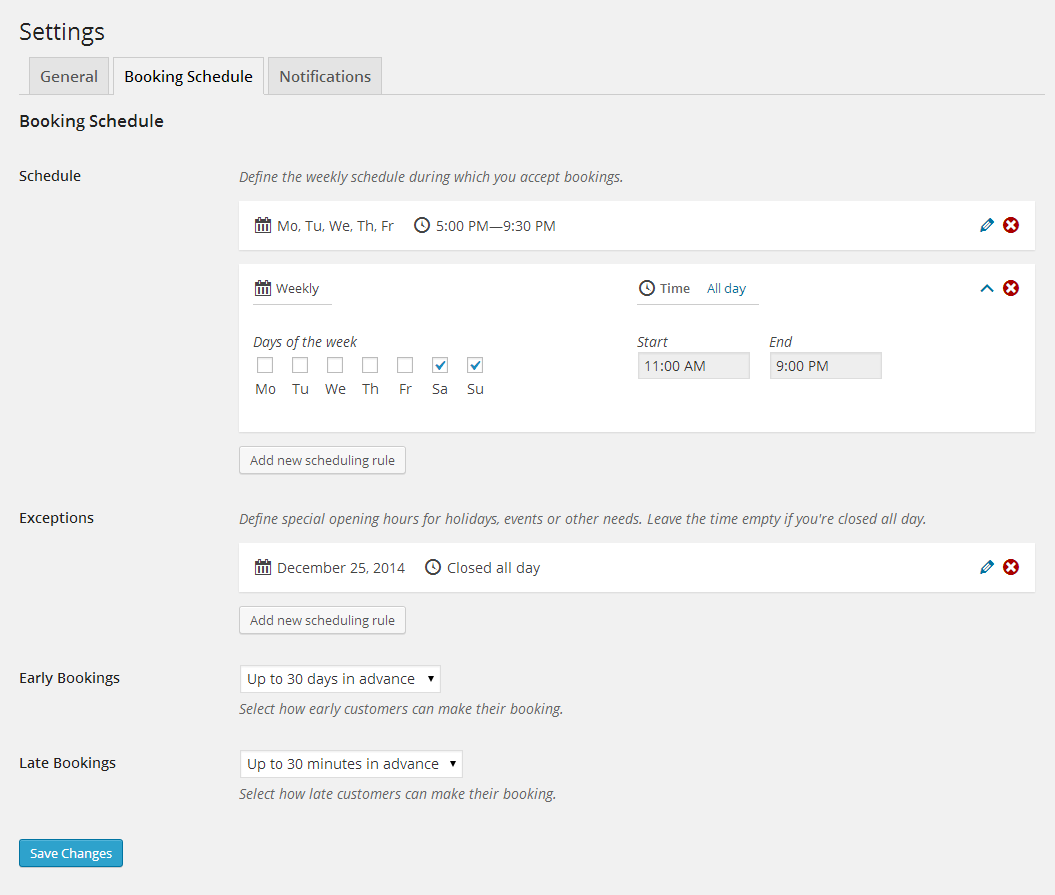 Settings
General Booking Schedule Notifications
Booking Schedule
Schedule Define the weekly schedule during which you accept bookings.
Mo, Tu, We, Th, Fr 5:00 PM—9:30 PM
Weekly Time All day
Days of the week Start End
11:00 AM 9:00 PM
Mo Tu We Th Fr Sa Su
Add new scheduling rule
Exceptions Define special opening hours for holidays, events or other needs. Leave the time empty if you're closed all day.
December 25, 2014 Closed all day
Add new scheduling rule
Early Bookings Up to 30 days in advance
Select how early customers can make their booking.
Late Bookings Up to 30 minutes in advance
Select how late customers can make their booking.
Save Changes